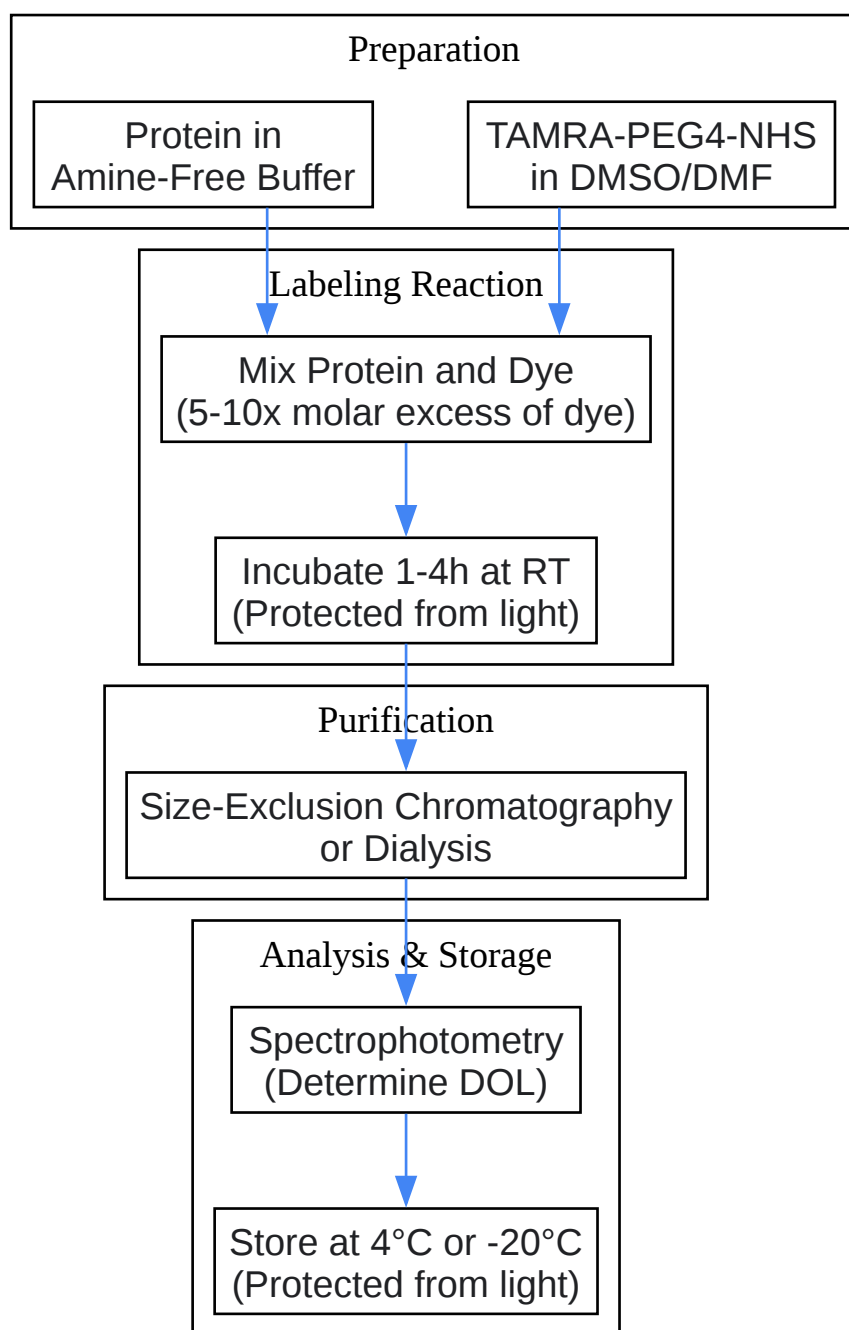 Preparation
Protein in
Amine-Free Buffer
TAMRA-PEG4-NHS
in DMSO/DMF
Labeling Reaction
Mix Protein and Dye
(5-10x molar excess of dye)
Incubate 1-4h at RT
(Protected from light)
Purification
Size-Exclusion Chromatography
or Dialysis
Analysis & Storage
Spectrophotometry
(Determine DOL)
Store at 4°C or -20°C
(Protected from light)